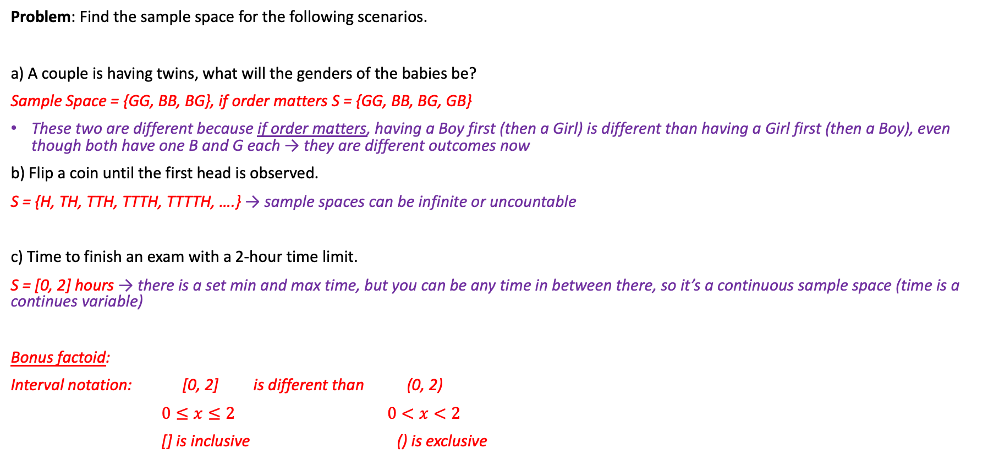 Problem: Find the sample space for the following scenarios.
a) A couple is having twins, what will the genders of the babies be?
Sample Space = {GG, BB, BG}, if order matters S = {GG, BB, BG, GB}
• These two are different because if order matters, having a Boy first (then a Girl) is different than having a Girl first (then a Boy), even
though both have one B and G each → they are different outcomes now
b) Flip a coin until the first head is observed.
S = {H, TH, TTH, TTTH, TTTTH, ....} → sample spaces can be infinite or uncountable
c) Time to finish an exam with a 2-hour time limit.
S = [0, 2] hours → there is a set min and max time, but you can be any time in between there, so it’s a continuous sample space (time is a
continues variable)
Bonus factoid:
Interval notation: [0, 2] is different than (0, 2)
0 ≤ x ≤ 2 0 < x < 2
[] is inclusive () is exclusive